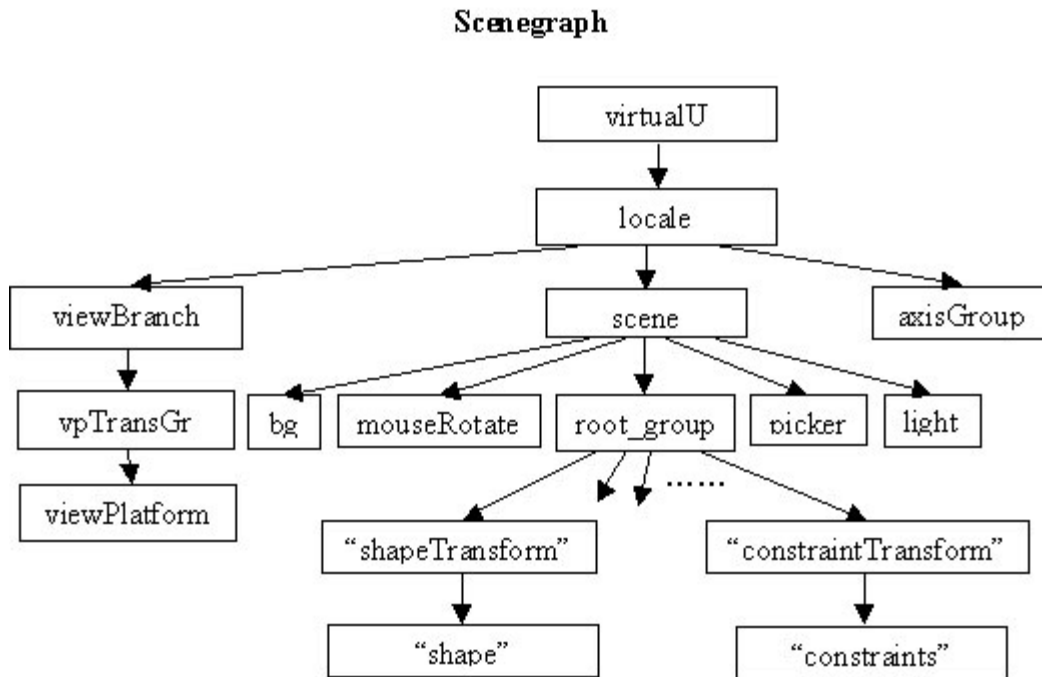 Scenegraph
virtualU
locale
viewBranch
scene
axisGroup
vpTransGr
bg
mouseRotate
root_group
picker
light
viewPlatform
......
“shapeTransform”
“constraintTransform”
“shape”
“constraints”